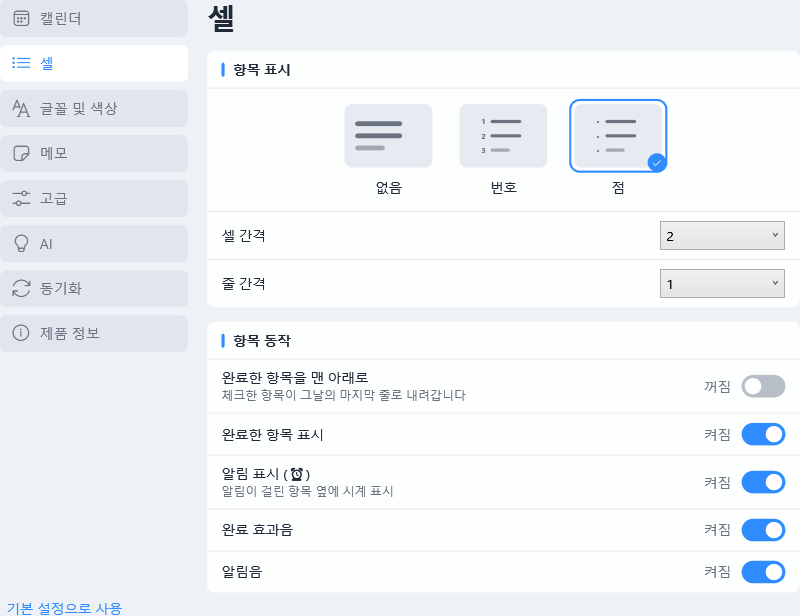 캘린더
셀
글꼴 및 색상
메모
고급
AI
동기화
제품 정보
기본 설정으로 사용
셀
항목 표시
1
2
3
없음
번호
점
셀 간격
2
줄 간격
1
항목 동작
완료한 항목을 맨 아래로
체크한 항목이 그날의 마지막 줄로 내려갑니다
꺼짐
완료한 항목 표시
켜짐
알림 표시 (⏰)
알림이 걸린 항목 옆에 시계 표시
켜짐
완료 효과음
켜짐
알림음
켜짐